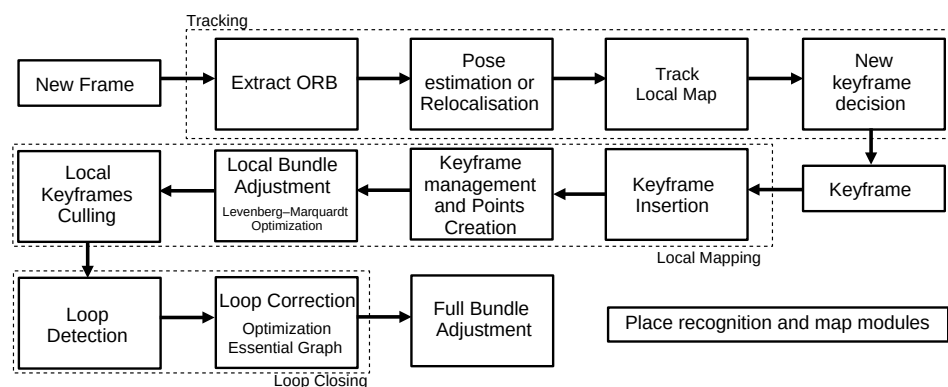 Tracking
New Frame
Extract ORB
Pose
estimation or
Relocalisation
Track
Local Map
New
keyframe
decision
Local
Keyframes
Culling
Local Bundle
Adjustment
Levenberg–Marquardt
Optimization
Keyframe
management
and Points
Creation
Keyframe
Insertion
Keyframe
Local Mapping
Loop
Detection
Loop Correction
Optimization
Essential Graph
Full Bundle
Adjustment
Place recognition and map modules
Loop Closing